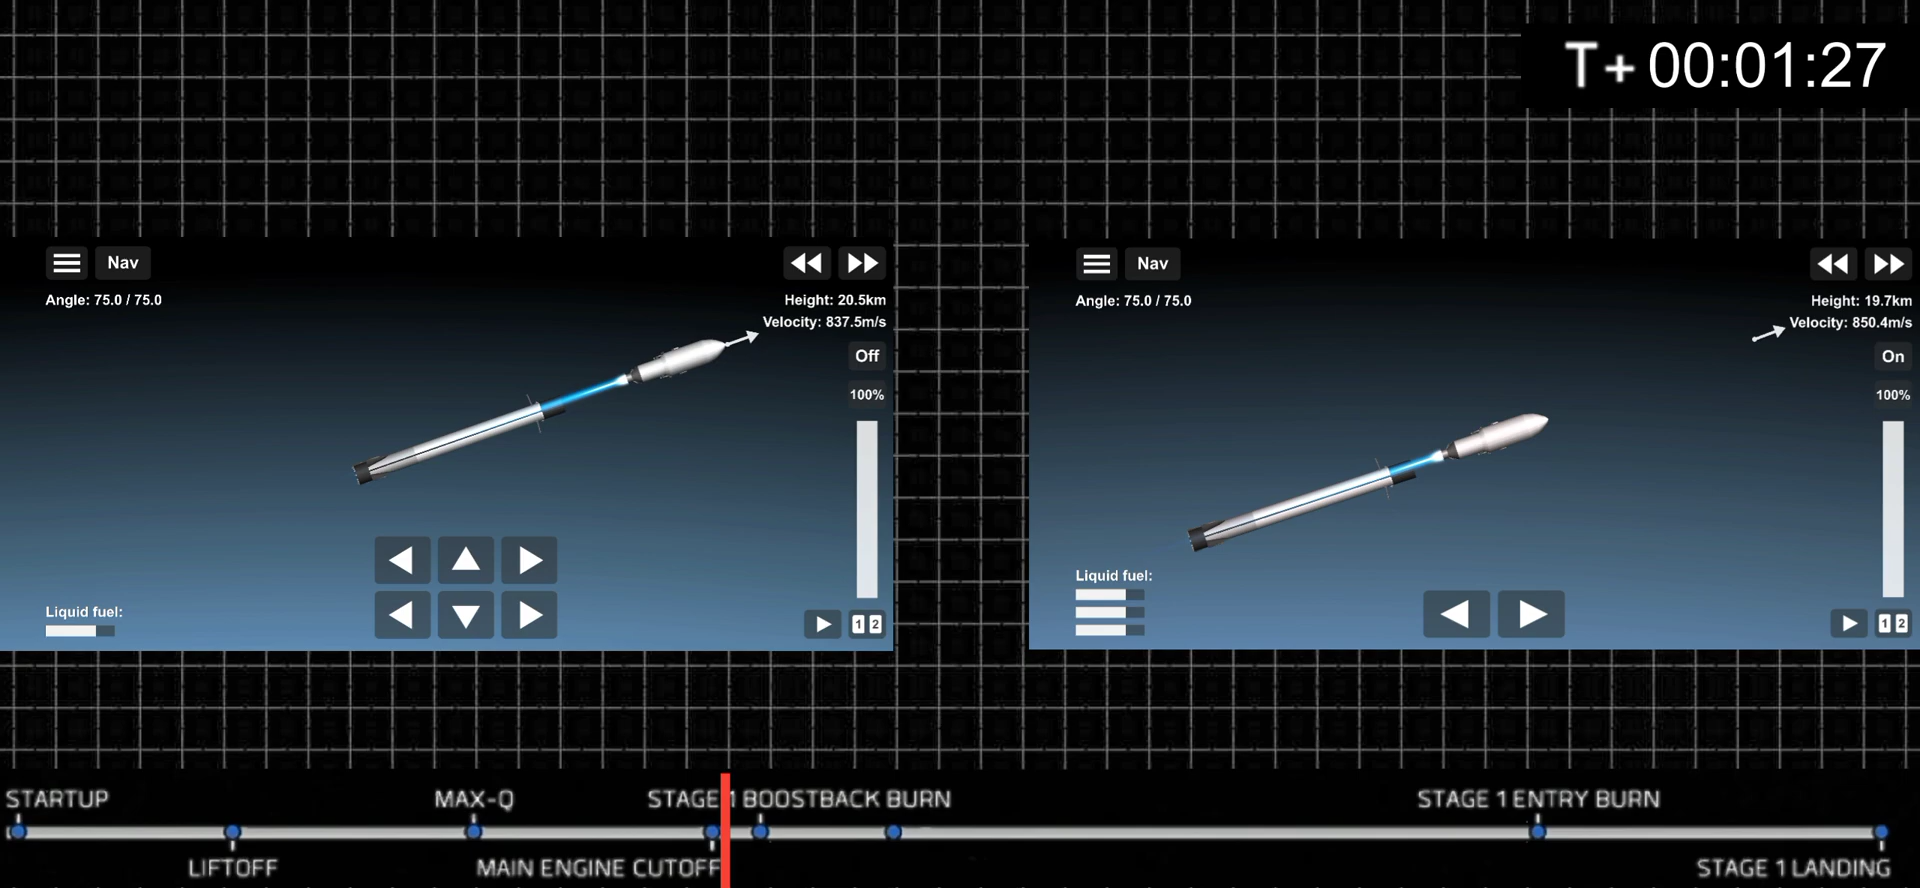 T+ 00:01:27
Nav
Angle: 75.0 / 75.0
Height: 20.5km
Velocity: 837.5m/s
Off
100%
Liquid fuel:
1 2
Nav
Angle: 75.0 / 75.0
Height: 19.7km
Velocity: 850.4m/s
On
100%
Liquid fuel:
1 2
STARTUP
MAX-Q
STAGE 1 BOOSTBACK BURN
STAGE 1 ENTRY BURN
LIFTOFF
MAIN ENGINE CUTOFF
STAGE 1 LANDING